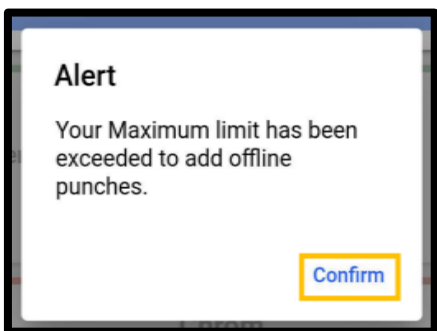 Alert
Your Maximum limit has been
exceeded to add offline
punches.
Confirm